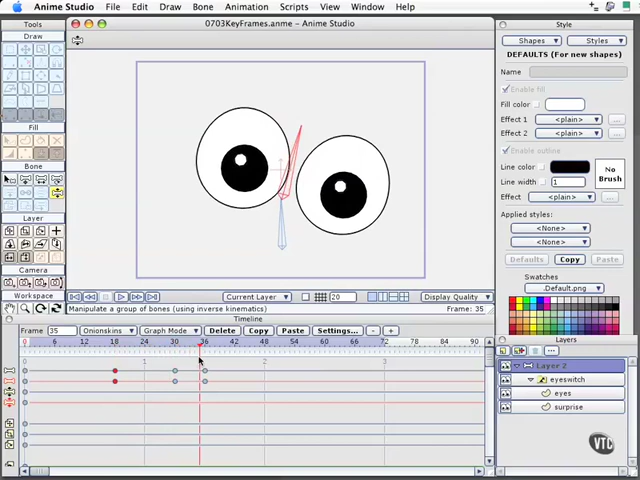 Anime Studio File Edit Draw Bone Animation Scripts View Window Help
0703KeyFrames.anme - Anime Studio
Tools
Draw
Fill
Bone
Layer
Camera
Workspace
Current Layer
20
Display Quality
Manipulate a group of bones (using inverse kinematics)
Frame: 35
Timeline
Frame 35 Onionskins Graph Mode Delete Copy Paste Settings... - +
0 6 12 18 24 30 36 42 48 54 60 66 72 78 84 90
0 1 2 3
Style
Shapes Styles
DEFAULTS (For new shapes)
Name
Enable fill
Fill color
Effect 1 <plain> ...
Effect 2 <plain> ...
Enable outline
Line color
Line width 1
No Brush
Effect <plain> ...
Applied styles:
<None>
<None>
Defaults Copy Paste
Swatches
Default.png
Layers
Layer 2
eyeswitch
eyes
surprise
VTC